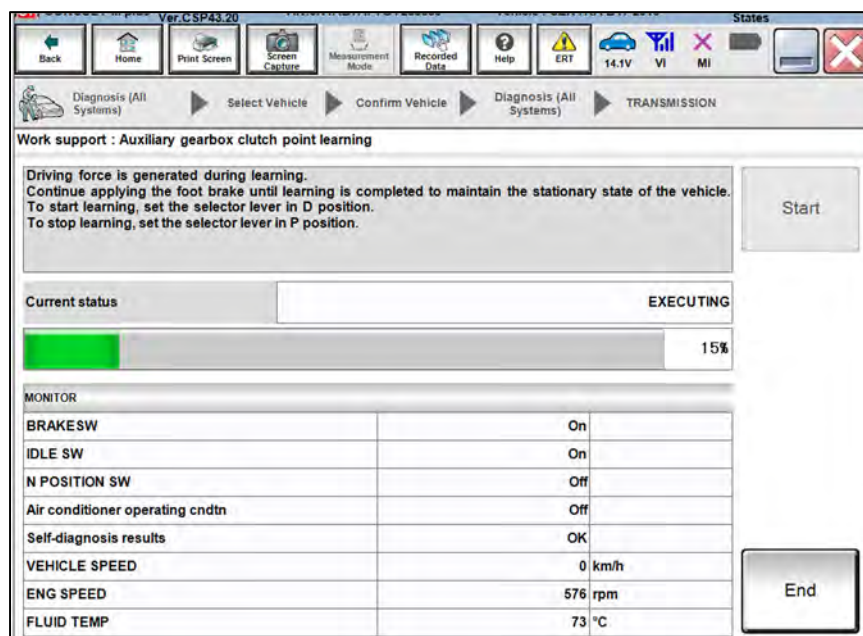 Ver.CSP43.20
States
Back
Home
Print Screen
Screen
Capture
Measurement
Mode
Recorded
Data
Help
ERT
14.1V
VI
MI
Diagnosis (All
Systems)
Select Vehicle
Confirm Vehicle
Diagnosis (All
Systems)
TRANSMISSION
Work support : Auxiliary gearbox clutch point learning
Driving force is generated during learning.
Continue applying the foot brake until learning is completed to maintain the stationary state of the vehicle.
To start learning, set the selector lever in D position.
To stop learning, set the selector lever in P position.
Start
Current status EXECUTING
15%
MONITOR
BRAKESW On
IDLE SW On
N POSITION SW Off
Air conditioner operating cndtn Off
Self-diagnosis results OK
VEHICLE SPEED 0 km/h
ENG SPEED 576 rpm
FLUID TEMP 73 °C
End